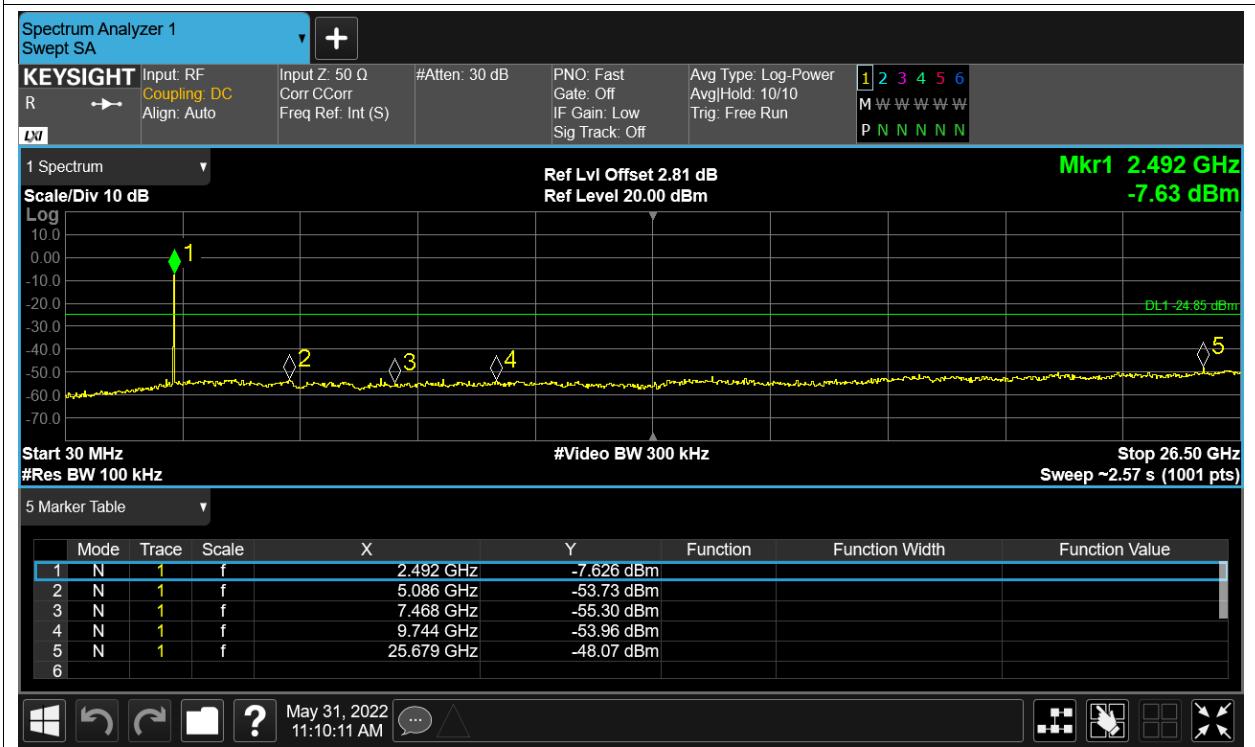 Spectrum Analyzer 1
Swept SA
KEYSIGHT Input: RF Input Z: 50 Ω #Atten: 30 dB PNO: Fast Avg Type: Log-Power 1 2 3 4 5 6
R Coupling: DC Corr CCorr Gate: Off Avg|Hold: 10/10 M W W W W W
Align: Auto Freq Ref: Int (S) IF Gain: Low Trig: Free Run
LXI Sig Track: Off P N N N N N
1 Spectrum Ref Lvl Offset 2.81 dB Mkr1 2.492 GHz
Scale/Div 10 dB Ref Level 20.00 dBm -7.63 dBm
Log
10.0
0.00 1
-10.0
-20.0 DL1 -24.85 dBm
-30.0
-40.0 2 3 4 5
-50.0
-60.0
-70.0
Start 30 MHz #Video BW 300 kHz Stop 26.50 GHz
#Res BW 100 kHz Sweep ~2.57 s (1001 pts)
5 Marker Table
Mode Trace Scale X Y Function Function Width Function Value
1 N 1 f 2.492 GHz -7.626 dBm
2 N 1 f 5.086 GHz -53.73 dBm
3 N 1 f 7.468 GHz -55.30 dBm
4 N 1 f 9.744 GHz -53.96 dBm
5 N 1 f 25.679 GHz -48.07 dBm
6
? May 31, 2022
11:10:11 AM